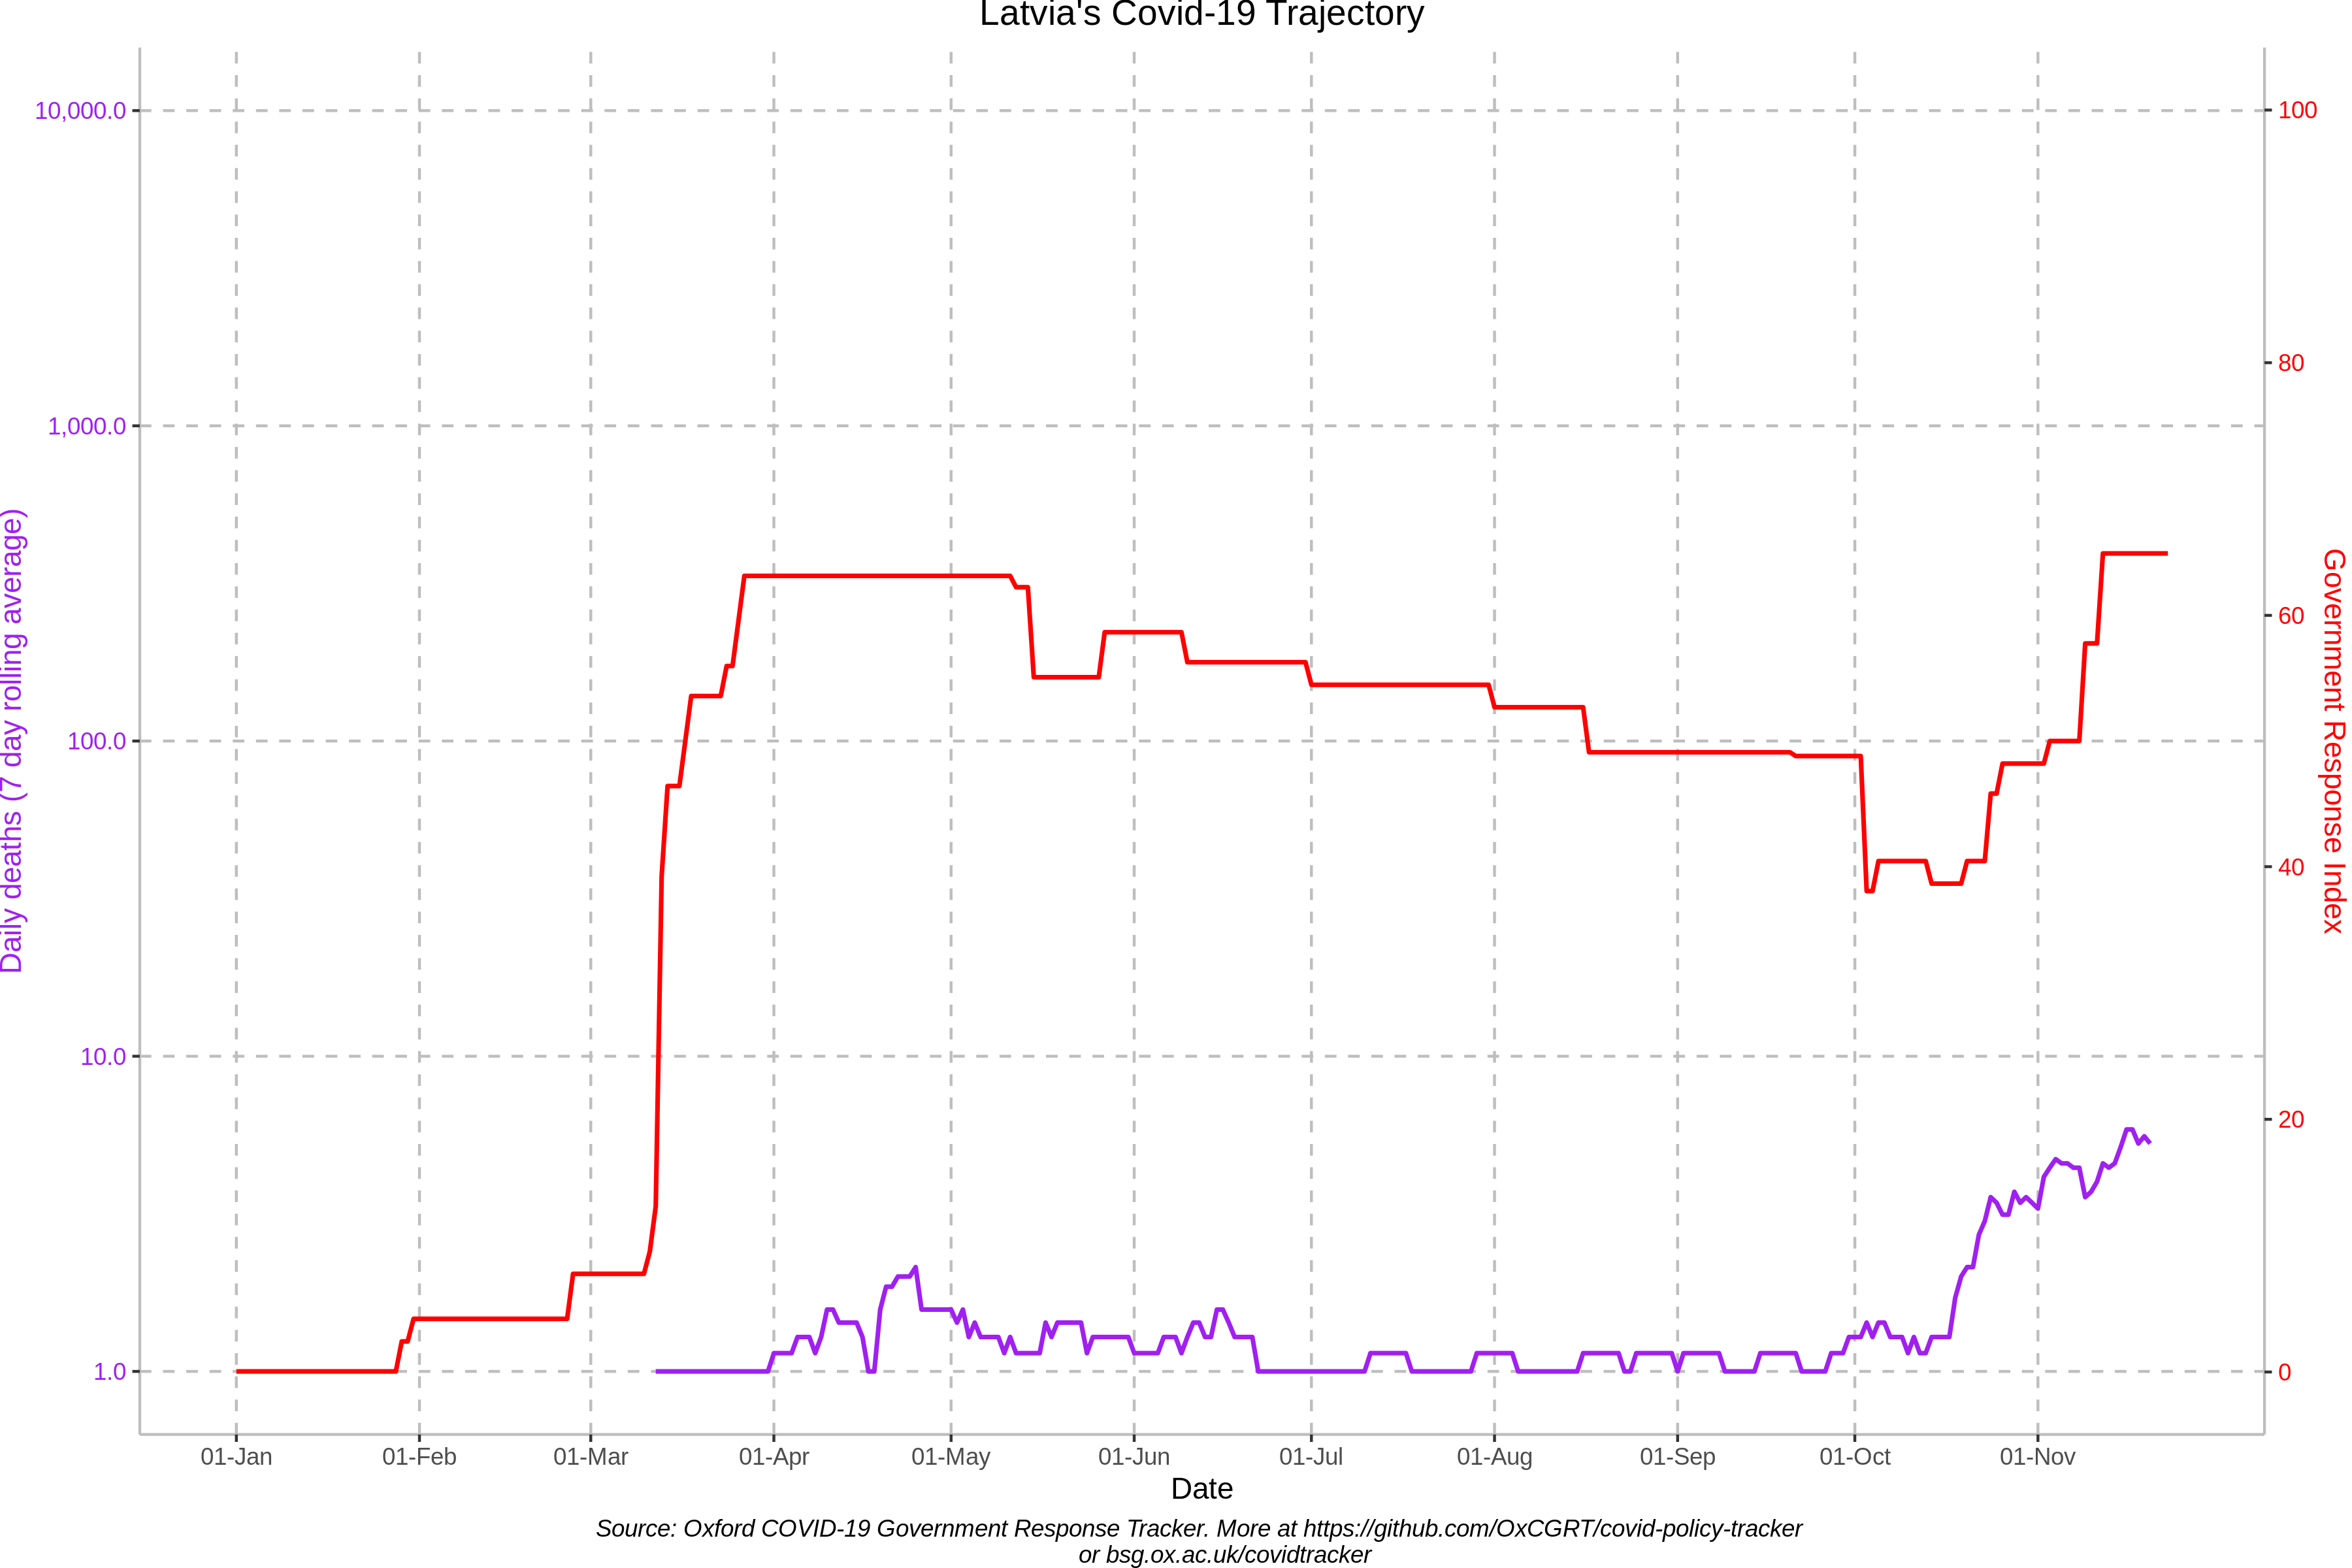 Latvia's Covid-19 Trajectory
10,000.0
1,000.0
100.0
10.0
1.0
Daily deaths (7 day rolling average)
100
80
60
40
20
0
Government Response Index
01-Jan
01-Feb
01-Mar
01-Apr
01-May
01-Jun
01-Jul
01-Aug
01-Sep
01-Oct
01-Nov
Date
Source: Oxford COVID-19 Government Response Tracker. More at https://github.com/OxCGRT/covid-policy-tracker
or bsg.ox.ac.uk/covidtracker